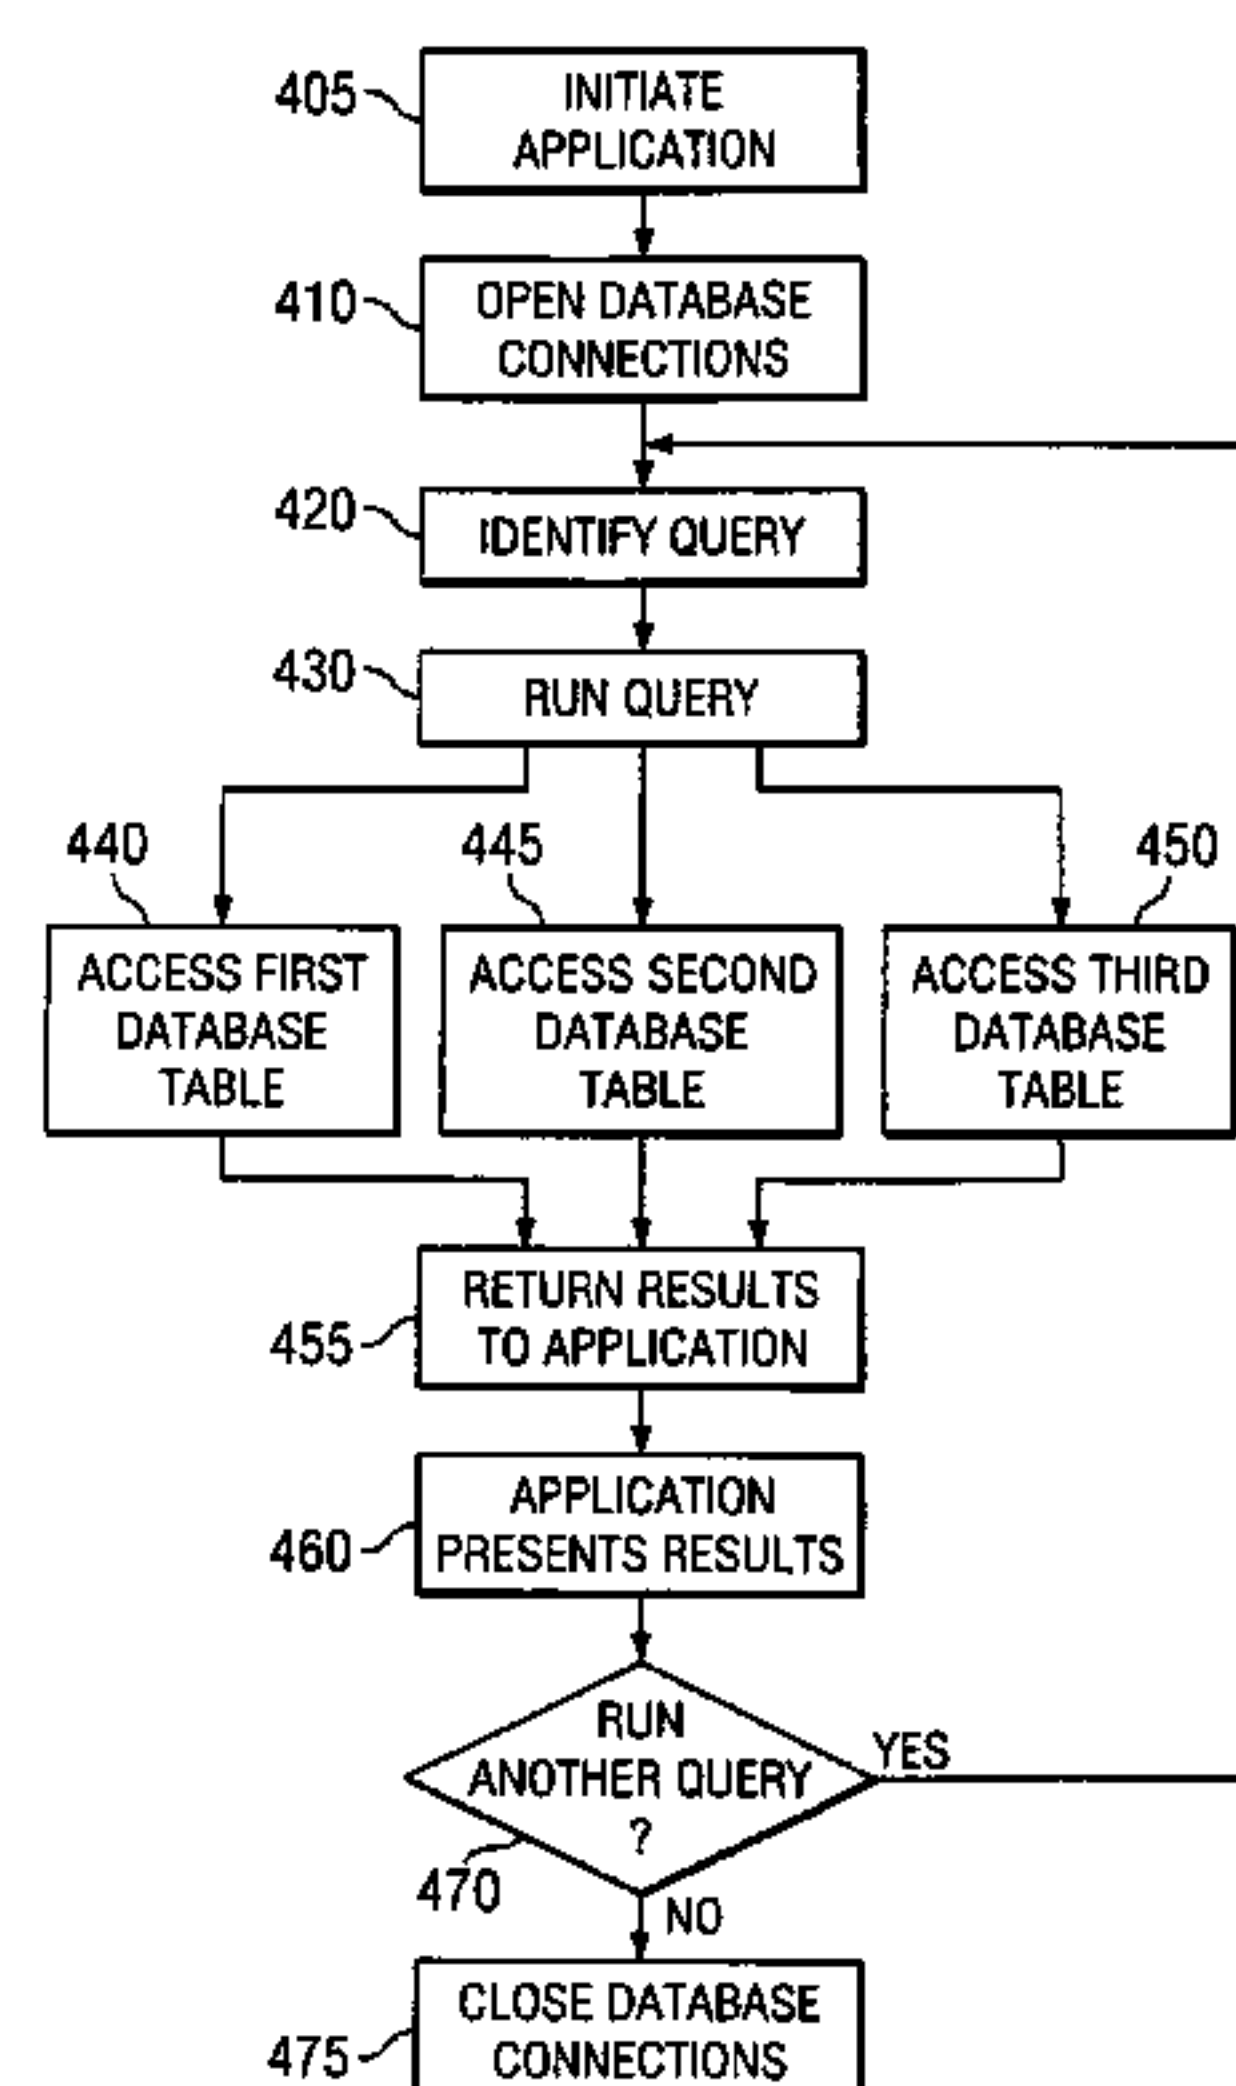 405
INITIATE
APPLICATION
410
OPEN DATABASE
CONNECTIONS
420
IDENTIFY QUERY
430
RUN QUERY
440
445
450
ACCESS FIRST
DATABASE
TABLE
ACCESS SECOND
DATABASE
TABLE
ACCESS THIRD
DATABASE
TABLE
455
RETURN RESULTS
TO APPLICATION
460
APPLICATION
PRESENTS RESULTS
RUN
ANOTHER QUERY
?
YES
470
NO
475
CLOSE DATABASE
CONNECTIONS